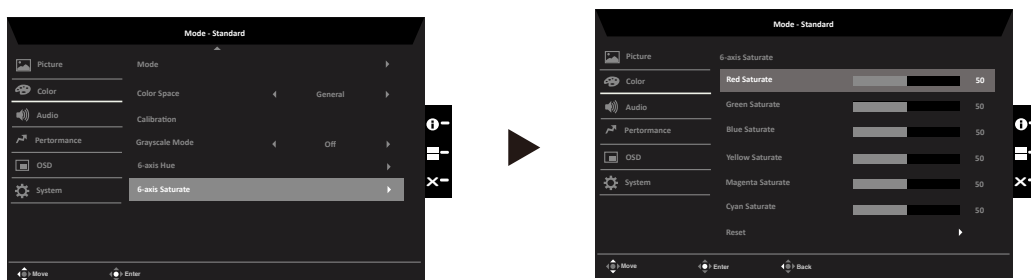 Mode - Standard
Picture
Mode
Color
Color Space
General
Audio
Calibration
Pertormance
Grayscale Mode
Off
OSD
6-axis Hue
System
6-axis Saturate
Move
Enter
Mode - Standard
Picture
6-axis Saturate
Color
Red Saturate
50
Audio
Green Saturate
50
Pertormance
Blue Saturate
50
OSD
Yellow Saturate
50
System
Magenta Saturate
50
Cyan Saturate
50
Reset
Move
Enter
Back